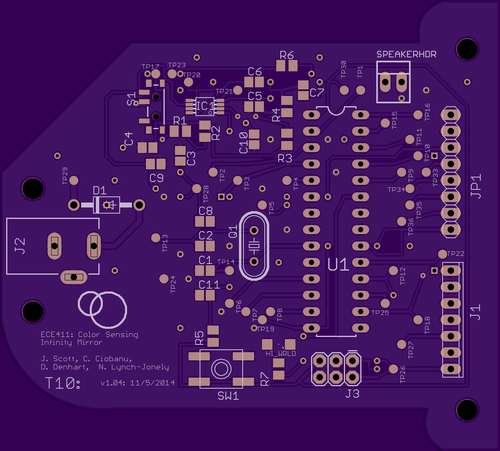 SPEAKERHDR
R6
TP17
TP23
TP20
C6
TP30
TP1
C7
TP21
S1
IC1
C5
R4
TP15
TP16
R1
R2
C4
C10
TP11
R3
TP10
C3
C9
TP2
TP9
TP33
TP29
TP28
TP3
TP4
TP34
JP1
D1
C8
TP5
TP35
TP36
J2
TP13
C2
Q1
TP22
C1
TP14
U1
TP12
TP24
C11
TP6
TP7
TP8
TP25
J1
TP18
TP19
ECE411: Color Sensing
Infinity Mirror
R5
HI_WRLD
TP27
J. Scott, C. Ciobanu,
D. Denhart, N. Lynch-Jonely
R7
TP26
T10:
v1.04: 11/5/2014
SW1
J3